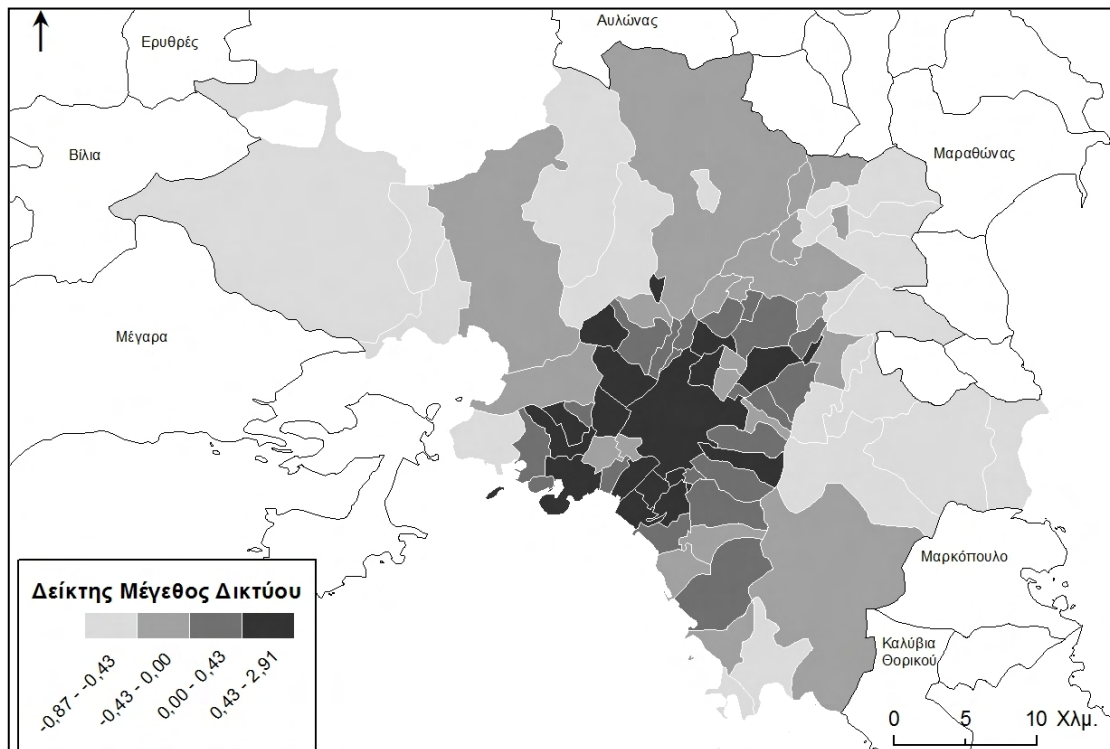 Αυλώνας
Ερυθρές
Βίλια
Μαραθώνας
Μέγαρα
Μαρκόπουλο
Καλύβια
Θορικού
Δείκτης Μέγεθος Δικτύου
-0,87 - -0,43
-0,43 - 0,00
0,00 - 0,43
0,43 - 2,91
0 5 10 Χλμ.